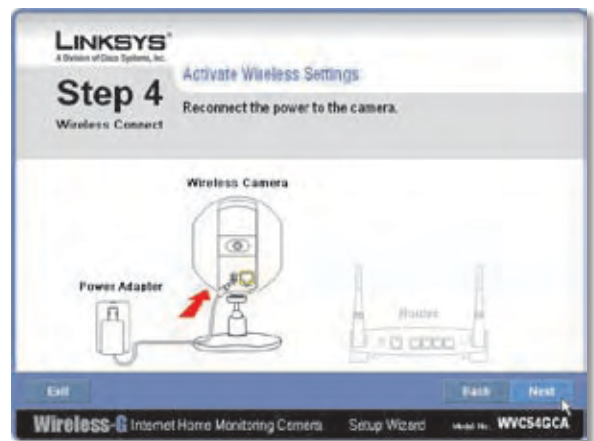 LINKSYS®
A Division of Cisco Systems, Inc.
Step 4
Wireless Connect
Activate Wireless Settings
Reconnect the power to the camera.
Wireless Camera
Power Adapter
Router
Exit
Back
Next
Wireless-G Internet Home Monitoring Camera
Setup Wizard
Model No.
WVC54GCA